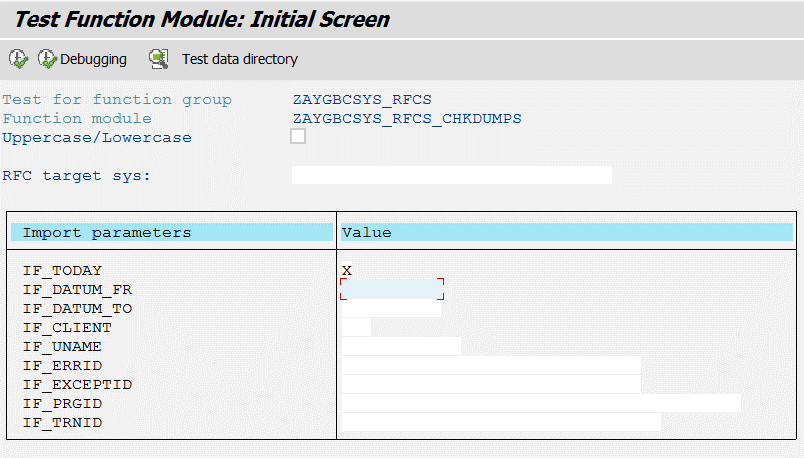 Test Function Module: Initial Screen
Debugging Test data directory
Test for function group ZAYGBCSYS_RFCS
Function module ZAYGBCSYS_RFCS_CHKDUMPS
Uppercase/Lowercase
RFC target sys:
Import parameters Value
IF_TODAY X
IF_DATUM_FR
IF_DATUM_TO
IF_CLIENT
IF_UNAME
IF_ERRID
IF_EXCEPTID
IF_PRGID
IF_TRNID